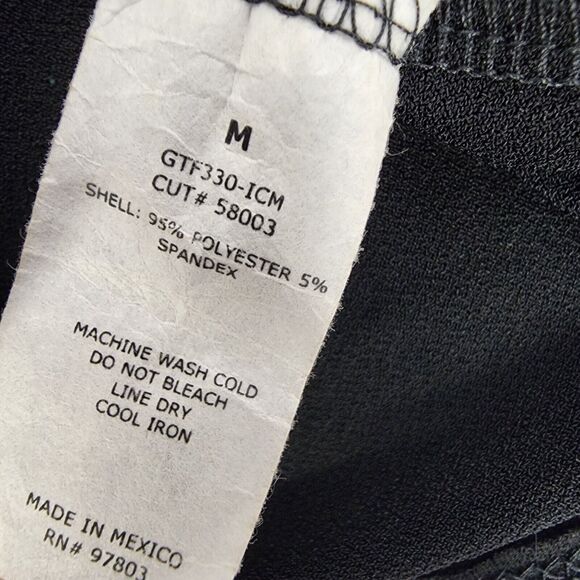 M
GTF330-ICM
CUT# 58003
SHELL: 95% POLYESTER 5%
SPANDEX
MACHINE WASH COLD
DO NOT BLEACH
LINE DRY
COOL IRON
MADE IN MEXICO
RN# 97803